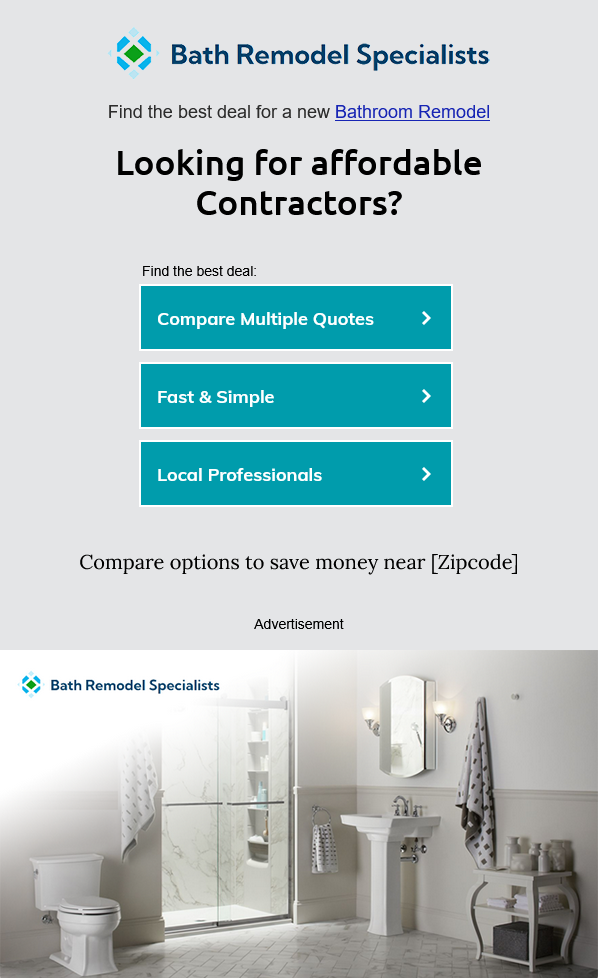 Bath Remodel Specialists
Find the best deal for a new Bathroom Remodel
Looking for affordable
Contractors?
Find the best deal:
Compare Multiple Quotes
Fast & Simple
Local Professionals
Compare options to save money near [Zipcode]
Advertisement
Bath Remodel Specialists